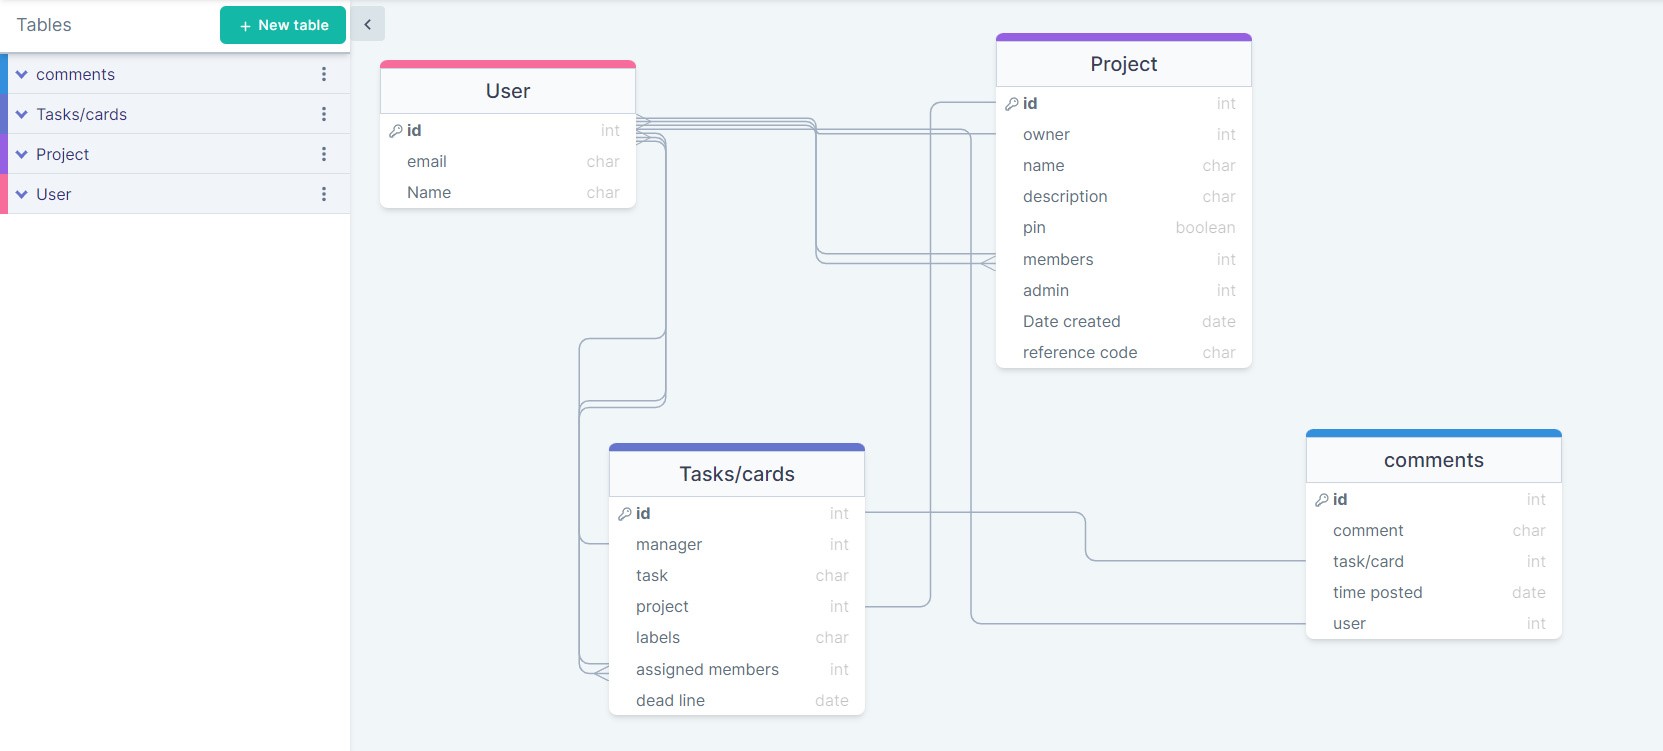 Tables
+ New table
comments
Tasks/cards
Project
User
User
id int
email char
Name char
Project
id int
owner int
name char
description char
pin boolean
members int
admin int
Date created date
reference code char
Tasks/cards
id int
manager int
task char
project int
labels char
assigned members int
dead line date
comments
id int
comment char
task/card int
time posted date
user int